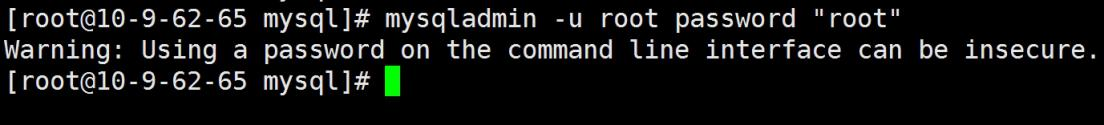 [root@10-9-62-65 mysql]# mysqladmin -u root password "root"
Warning: Using a password on the command line interface can be insecure.
[root@10-9-62-65 mysql]#